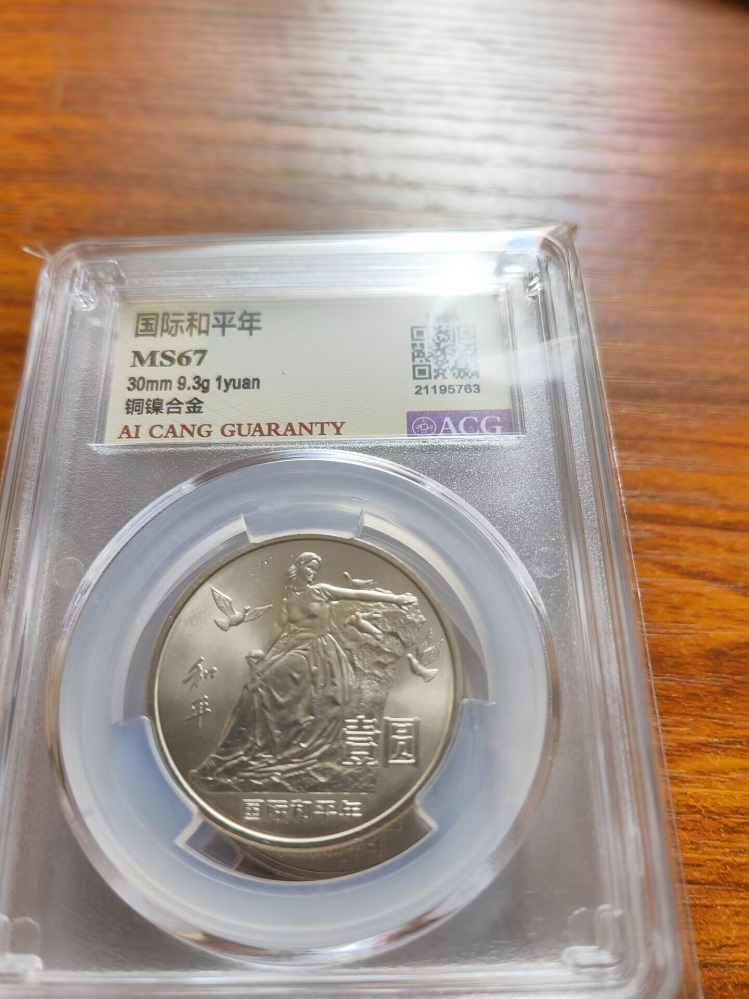 国际和平年
MS67
30mm 9.3g 1yuan
铜镍合金
21195763
AI CANG GUARANTY
ACG
和平
壹圆
国际和平年